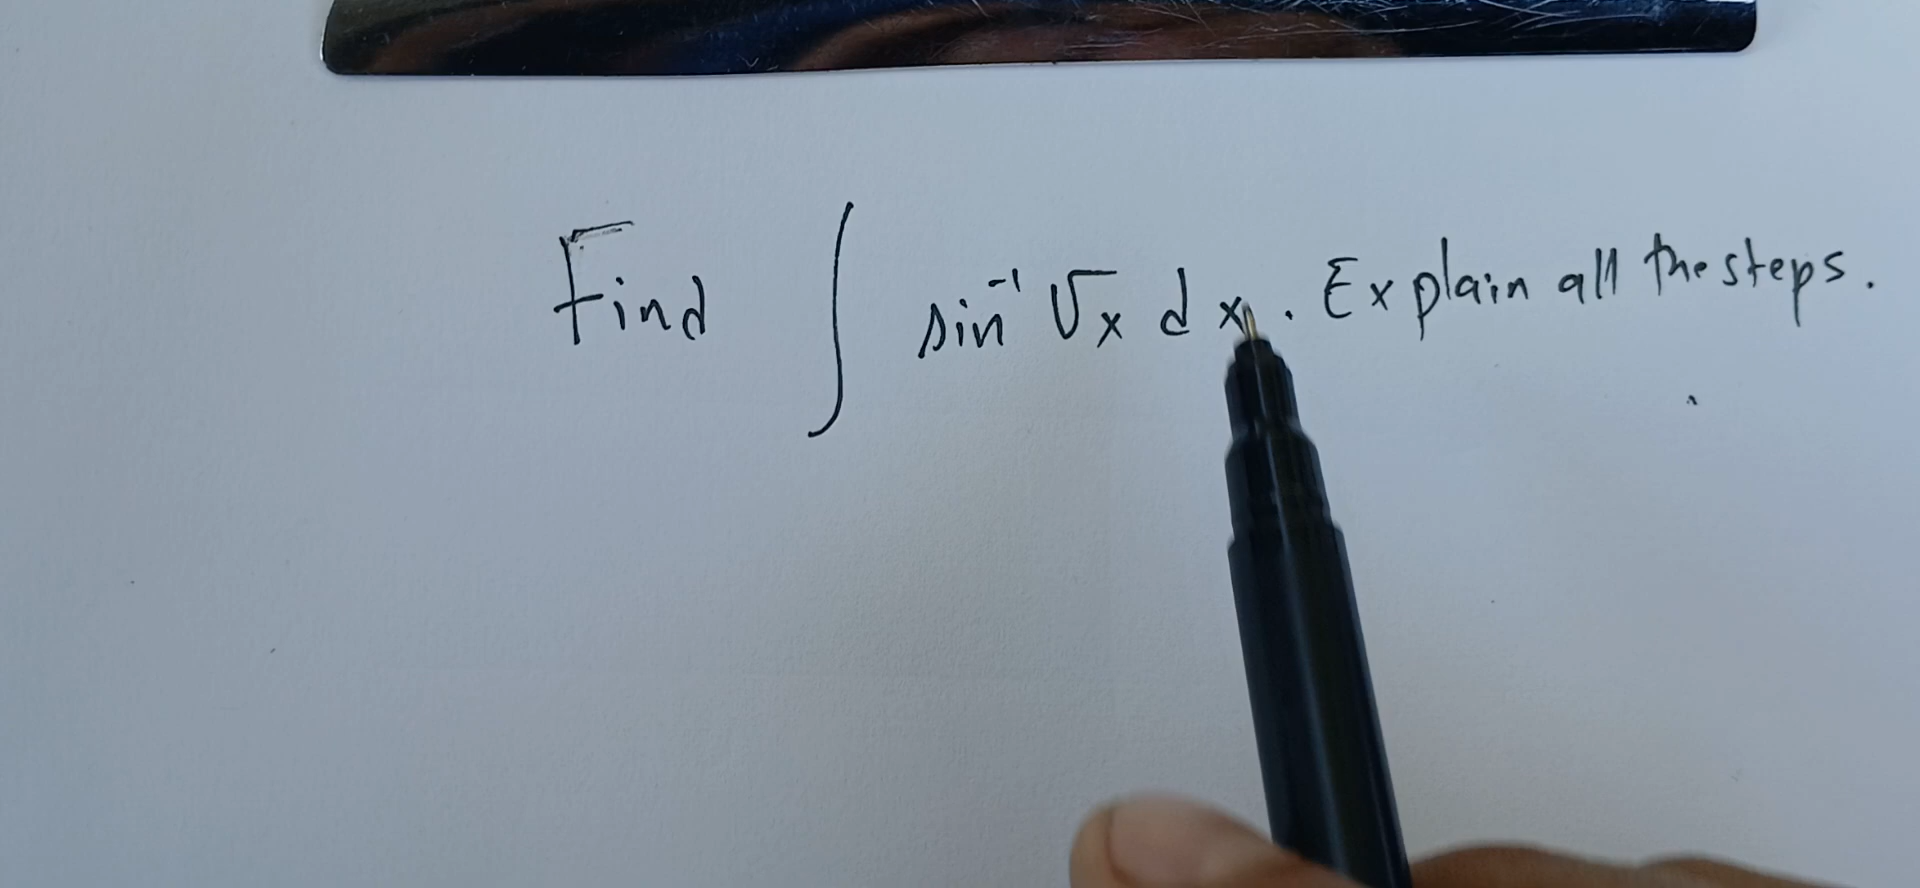 Find ∫ sin⁻¹ √x dx. Explain all the steps.